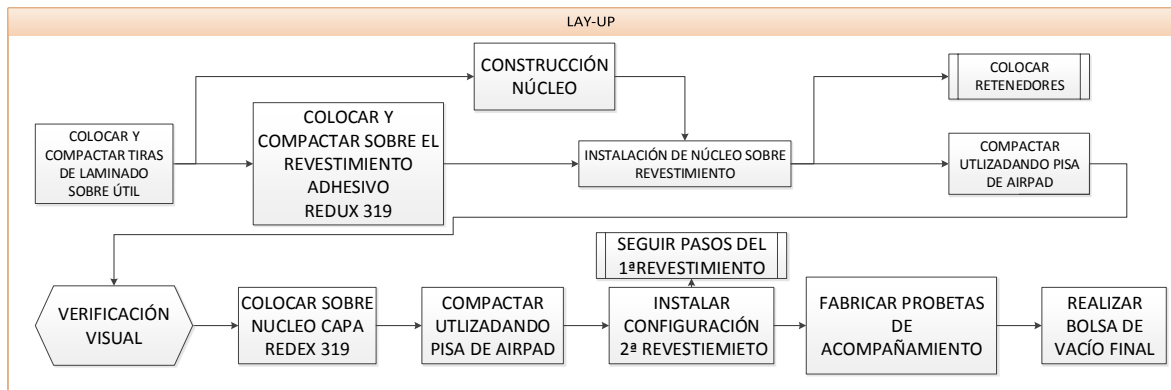 LAY-UP
CONSTRUCCIÓN
NÚCLEO
COLOCAR
RETENEDORES
COLOCAR Y
COMPACTAR TIRAS
DE LAMINADO
SOBRE ÚTIL
COLOCAR Y
COMPACTAR SOBRE EL
REVESTIMIENTO
ADHESIVO
REDUX 319
INSTALACIÓN DE NÚCLEO SOBRE
REVESTIMIENTO
COMPACTAR
UTLIZADANDO PISA
DE AIRPAD
SEGUIR PASOS DEL
1ªREVESTIMIENTO
VERIFICACIÓN
VISUAL
COLOCAR SOBRE
NUCLEO CAPA
REDEX 319
COMPACTAR
UTLIZADANDO
PISA DE AIRPAD
INSTALAR
CONFIGURACIÓN
2ª REVESTIEMIETO
FABRICAR PROBETAS
DE
ACOMPAÑAMIENTO
REALIZAR
BOLSA DE
VACÍO FINAL